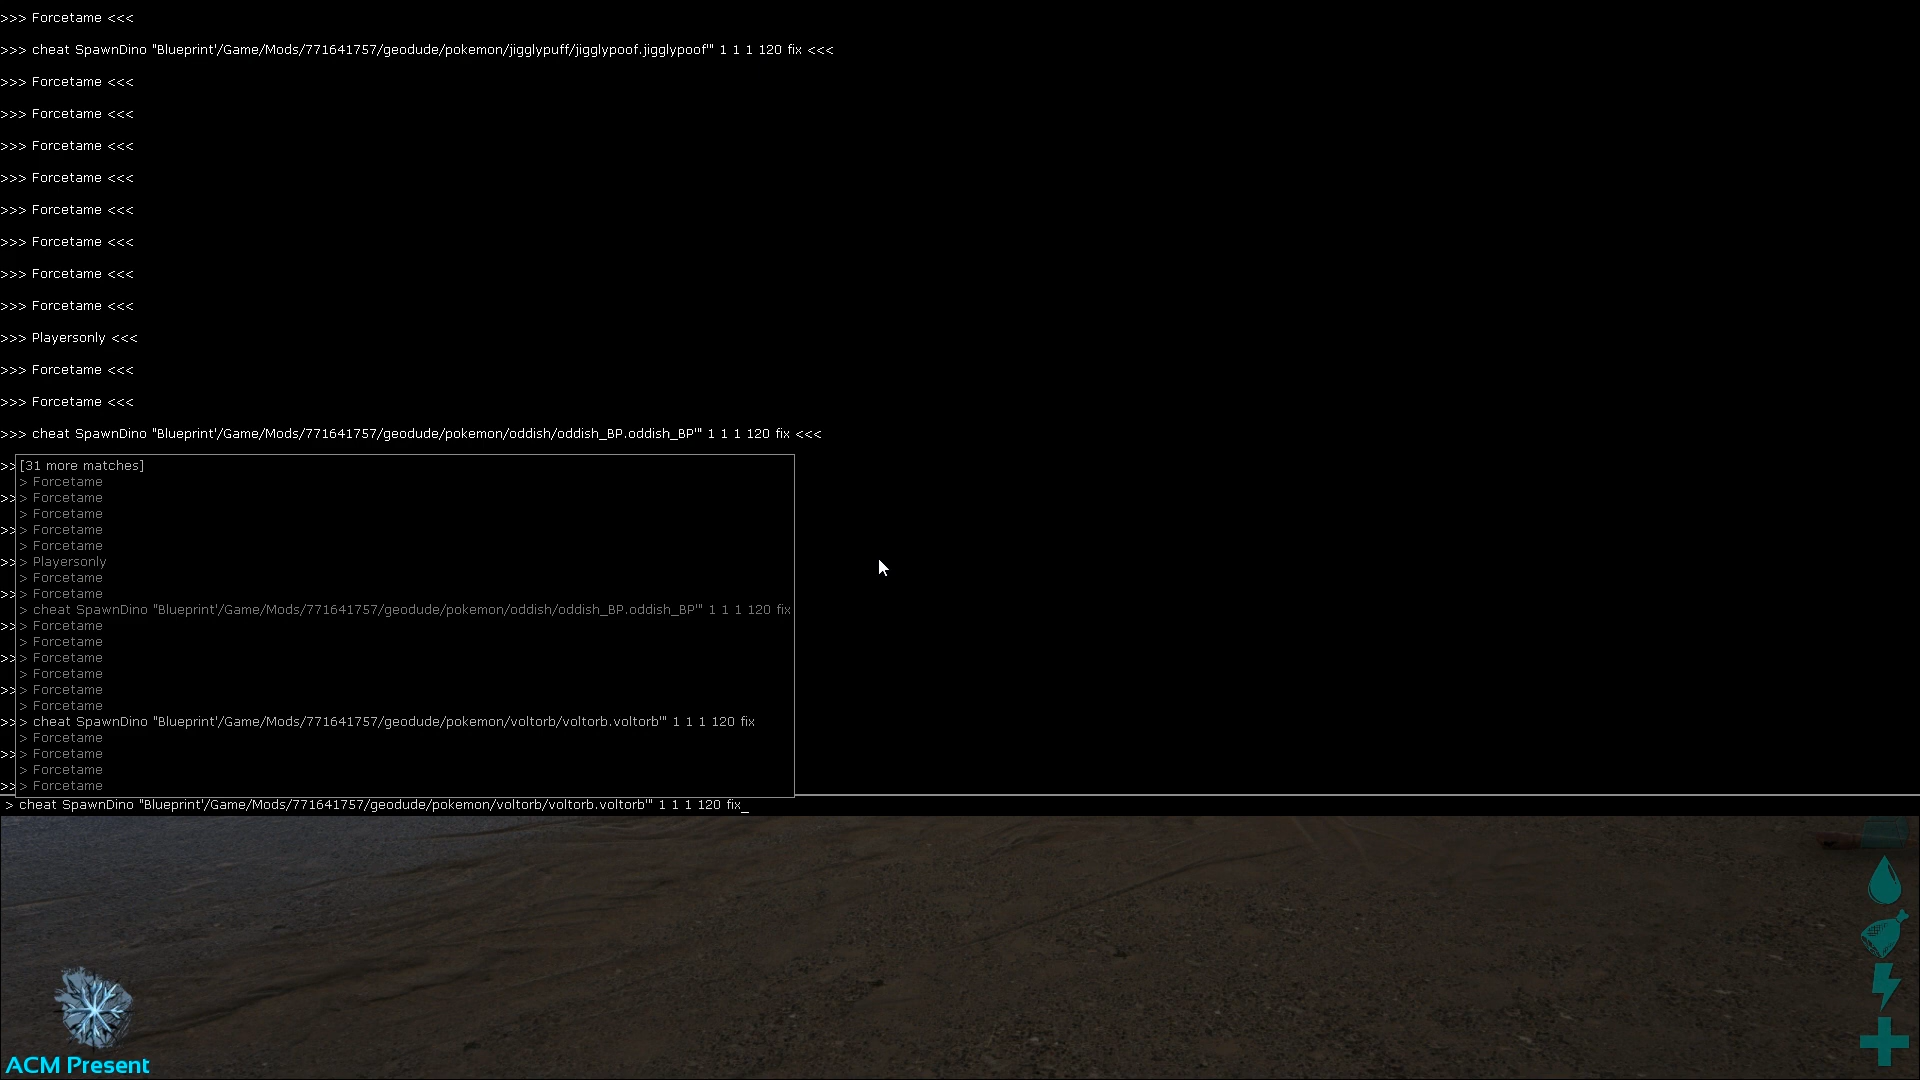 >>> Forcetame <<<
>>> cheat SpawnDino "Blueprint'/Game/Mods/771641757/geodude/pokemon/jigglypuff/jigglypoof.jigglypoof'" 1 1 1 120 fix <<<
>>> Forcetame <<<
>>> Forcetame <<<
>>> Forcetame <<<
>>> Forcetame <<<
>>> Forcetame <<<
>>> Forcetame <<<
>>> Forcetame <<<
>>> Forcetame <<<
>>> Playersonly <<<
>>> Forcetame <<<
>>> Forcetame <<<
>>> cheat SpawnDino "Blueprint'/Game/Mods/771641757/geodude/pokemon/oddish/oddish_BP.oddish_BP'" 1 1 1 120 fix <<<
>> [31 more matches]
> Forcetame
>> > Forcetame
> Forcetame
>> > Forcetame
> Forcetame
>> > Playersonly
> Forcetame
>> > Forcetame
> cheat SpawnDino "Blueprint'/Game/Mods/771641757/geodude/pokemon/oddish/oddish_BP.oddish_BP'" 1 1 1 120 fix
>> > Forcetame
> Forcetame
>> > Forcetame
> Forcetame
>> > Forcetame
> Forcetame
>> > cheat SpawnDino "Blueprint'/Game/Mods/771641757/geodude/pokemon/voltorb/voltorb.voltorb'" 1 1 1 120 fix
> Forcetame
>> > Forcetame
> Forcetame
>> > Forcetame
> cheat SpawnDino "Blueprint'/Game/Mods/771641757/geodude/pokemon/voltorb/voltorb.voltorb'" 1 1 1 120 fix_
ACM Present